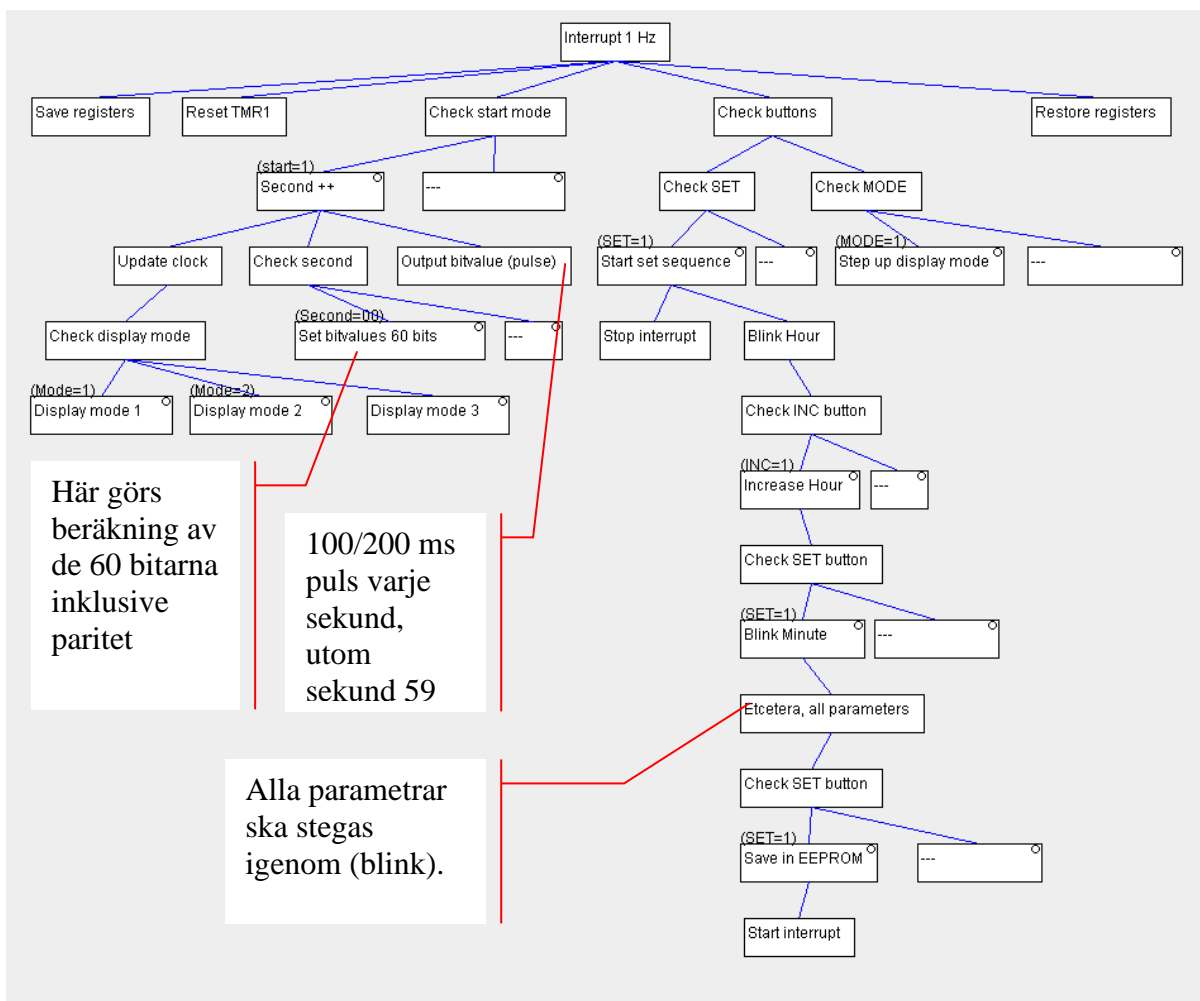 Interrupt 1 Hz
Save registers
Reset TMR1
Check start mode
Check buttons
Restore registers
(start=1)
Second ++
---
Check SET
Check MODE
Update clock
Check second
Output bitvalue (pulse)
(SET=1)
Start set sequence
---
(MODE=1)
Step up display mode
---
Check display mode
(Second=00)
Set bitvalues 60 bits
---
Stop interrupt
Blink Hour
(Mode=1)
Display mode 1
(Mode=2)
Display mode 2
Display mode 3
Check INC button
(INC=1)
Increase Hour
---
Här görs
beräkning av
de 60 bitarna
inklusive
paritet
100/200 ms
puls varje
sekund,
utom
sekund 59
Check SET button
(SET=1)
Blink Minute
---
Etcetera, all parameters
Alla parametrar
ska stegas
igenom (blink).
Check SET button
(SET=1)
Save in EEPROM
---
Start interrupt